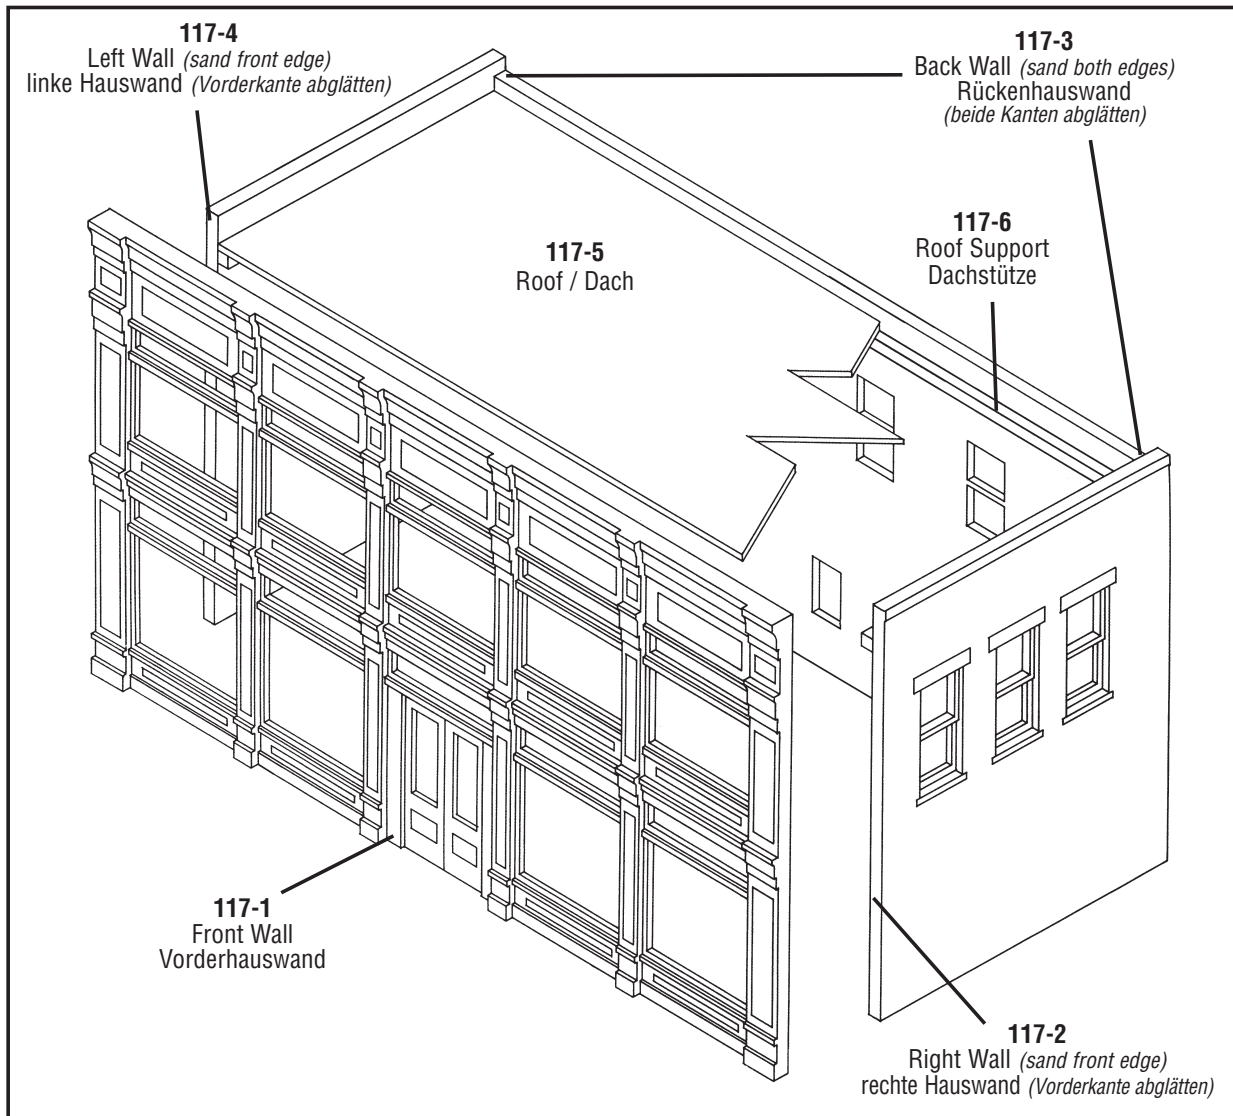 117-4
Left Wall (sand front edge)
linke Hauswand (Vorderkante abglätten)
117-3
Back Wall (sand both edges)
Rückenhauswand
(beide Kanten abglätten)
117-6
Roof Support
Dachstütze
117-5
Roof / Dach
117-1
Front Wall
Vorderhauswand
117-2
Right Wall (sand front edge)
rechte Hauswand (Vorderkante abglätten)